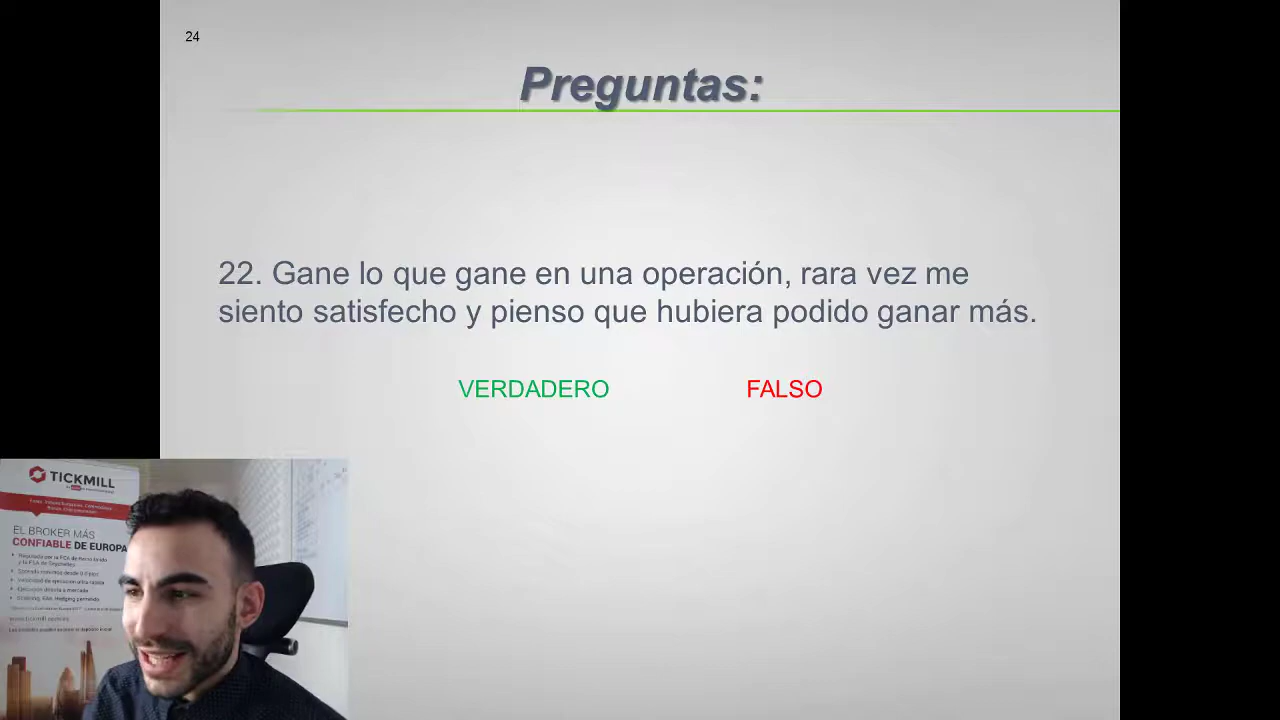 24
Preguntas:
22. Gane lo que gane en una operación, rara vez me
siento satisfecho y pienso que hubiera podido ganar más.
VERDADERO FALSO
TICKMILL
EL BROKER MÁS
CONFIABLE DE EUROPA